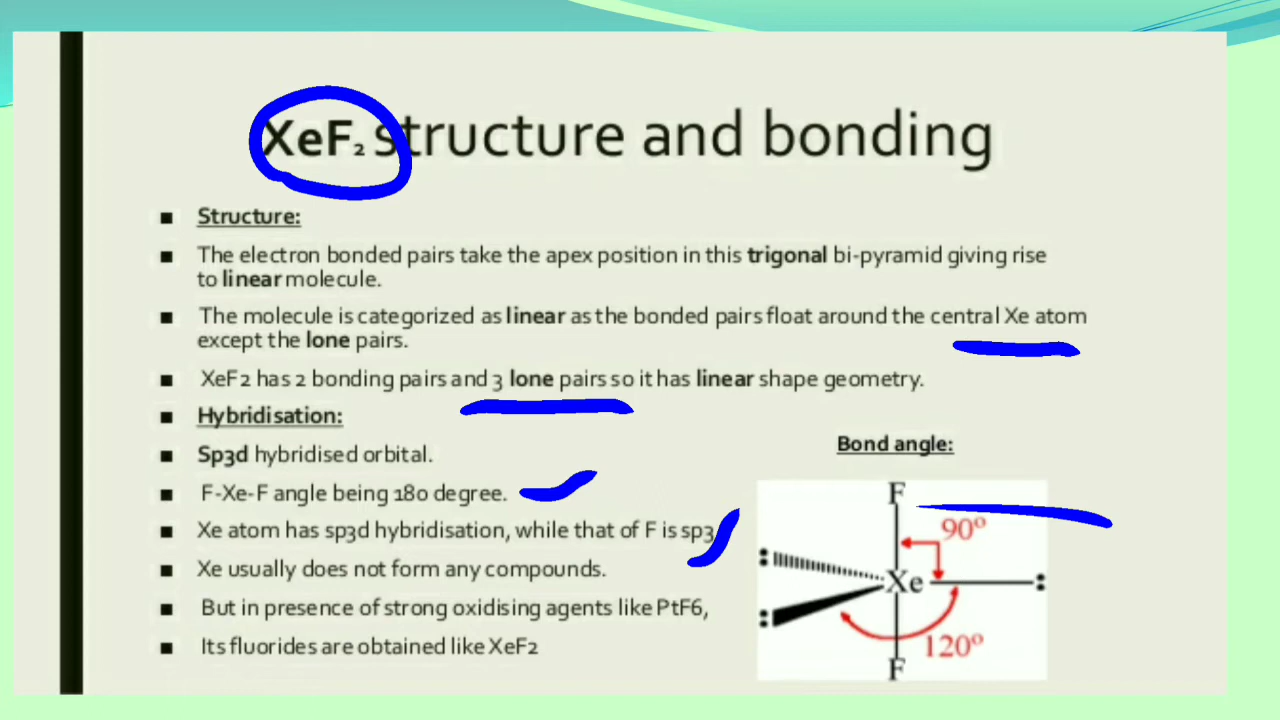 XeF₂ structure and bonding
■ Structure:
■ The electron bonded pairs take the apex position in this trigonal bi-pyramid giving rise
to linear molecule.
■ The molecule is categorized as linear as the bonded pairs float around the central Xe atom
except the lone pairs.
■ XeF2 has 2 bonding pairs and 3 lone pairs so it has linear shape geometry.
■ Hybridisation:
■ Sp3d hybridised orbital.
■ F-Xe-F angle being 180 degree.
■ Xe atom has sp3d hybridisation, while that of F is sp3
■ Xe usually does not form any compounds.
■ But in presence of strong oxidising agents like PtF6,
■ Its fluorides are obtained like XeF2
Bond angle:
F
90º
: Xe :
:
120º
F